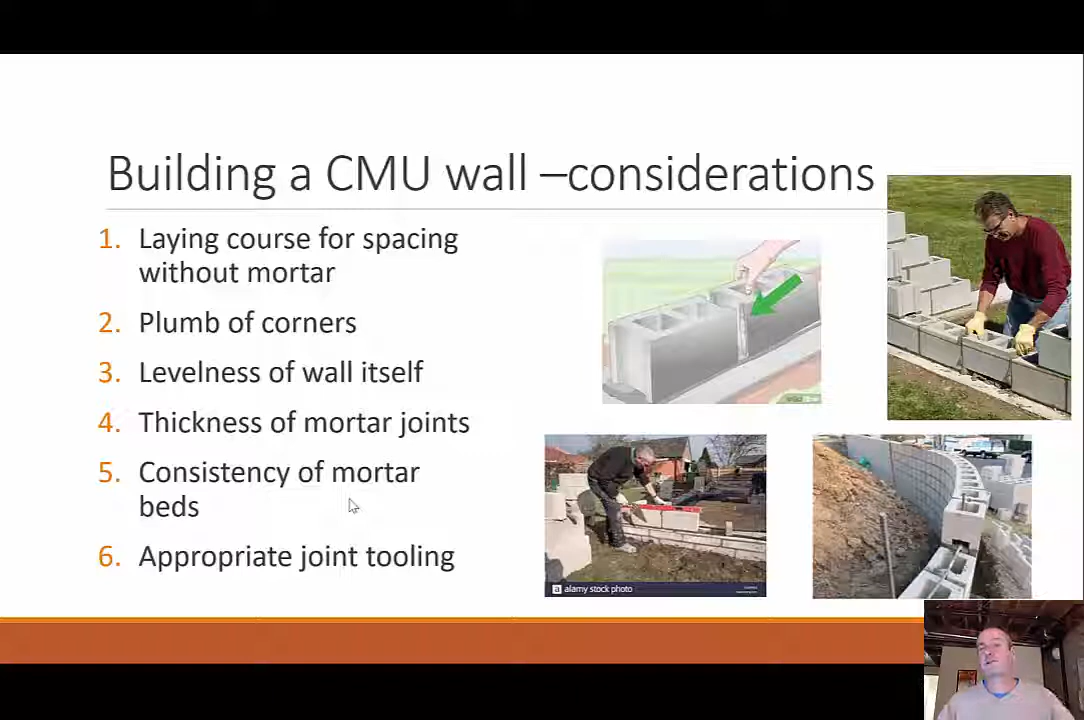 Building a CMU wall –considerations
1. Laying course for spacing
without mortar
2. Plumb of corners
3. Levelness of wall itself
4. Thickness of mortar joints
5. Consistency of mortar
beds
6. Appropriate joint tooling
a alamy stock photo